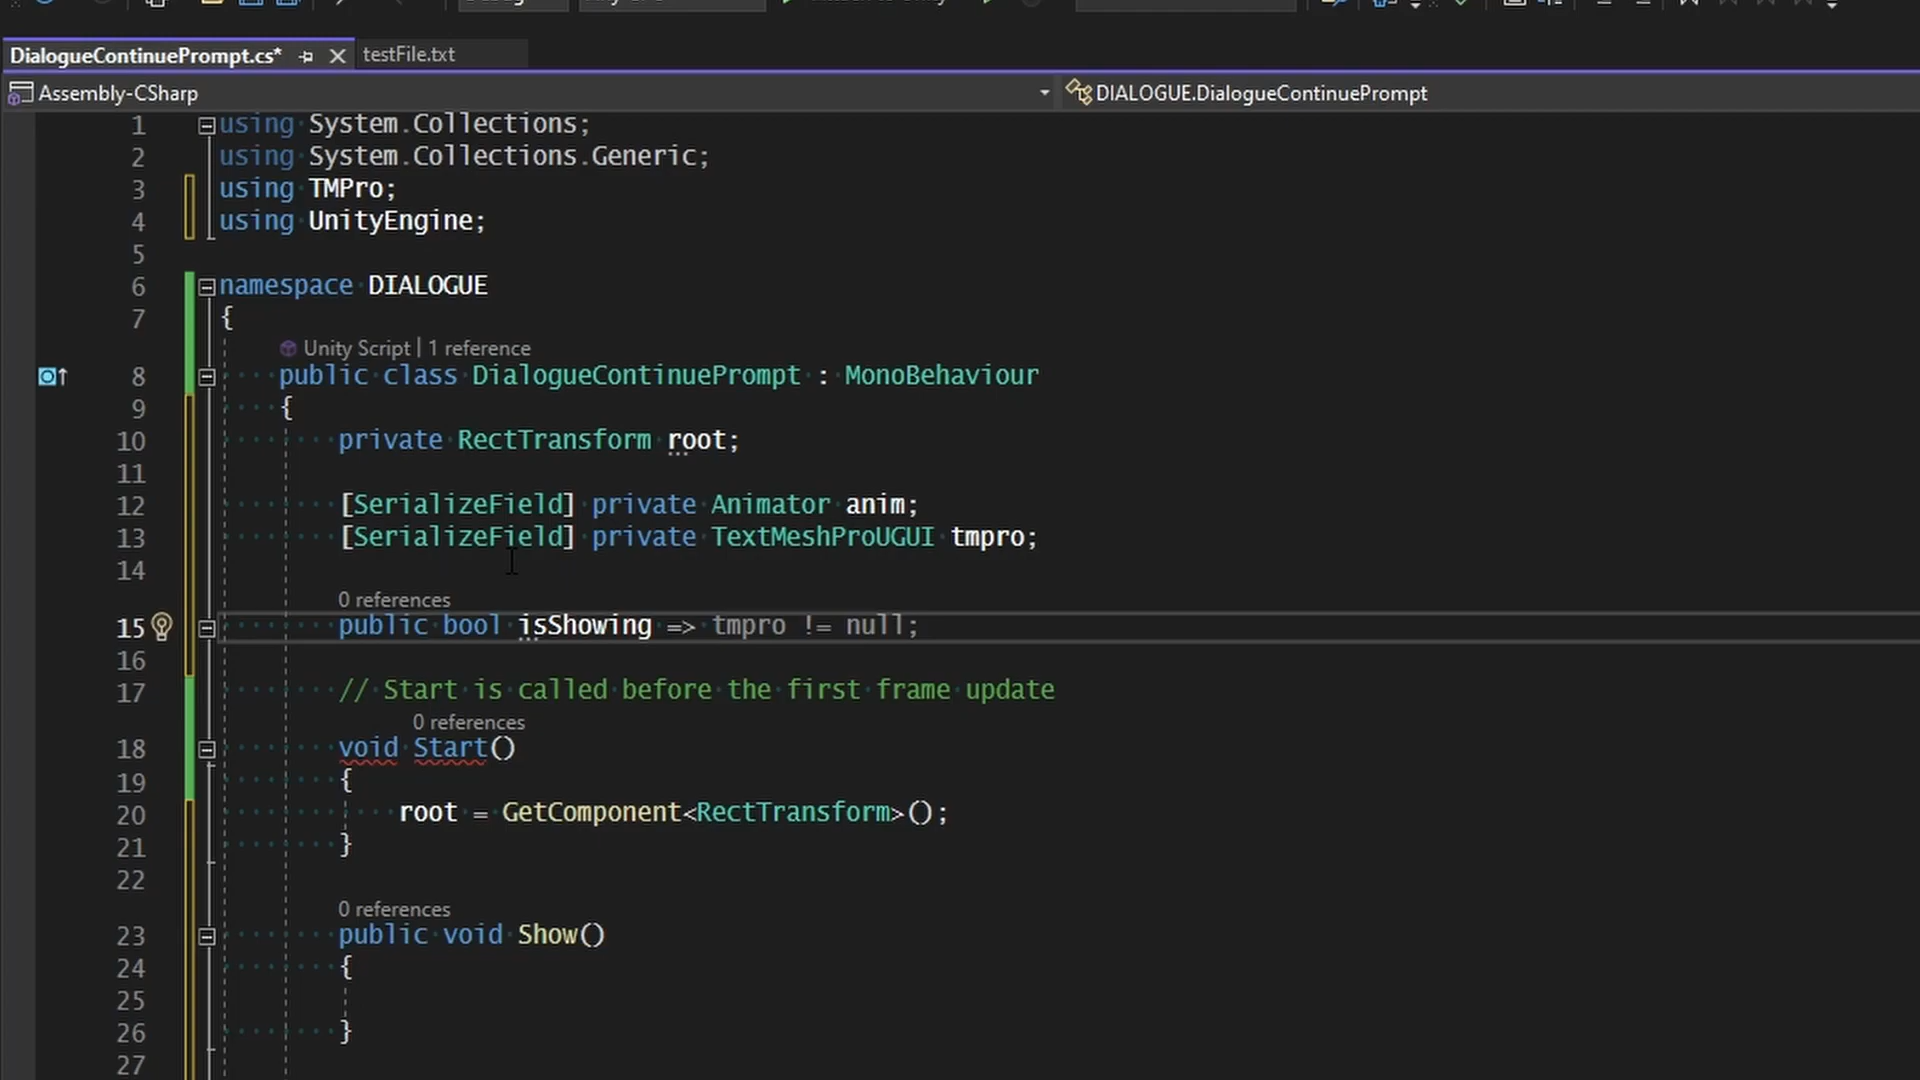 DialogueContinuePrompt.cs*
testFile.txt
Assembly-CSharp
DIALOGUE.DialogueContinuePrompt
1 using System.Collections;
2 using System.Collections.Generic;
3 using TMPro;
4 using UnityEngine;
5
6 namespace DIALOGUE
7 {
Unity Script | 1 reference
8 public class DialogueContinuePrompt : MonoBehaviour
9 {
10 private RectTransform root;
11
12 [SerializeField] private Animator anim;
13 [SerializeField] private TextMeshProUGUI tmpro;
14
0 references
15 public bool isShowing => tmpro != null;
16
17 // Start is called before the first frame update
0 references
18 void Start()
19 {
20 root = GetComponent<RectTransform>();
21 }
22
0 references
23 public void Show()
24 {
25
26 }
27